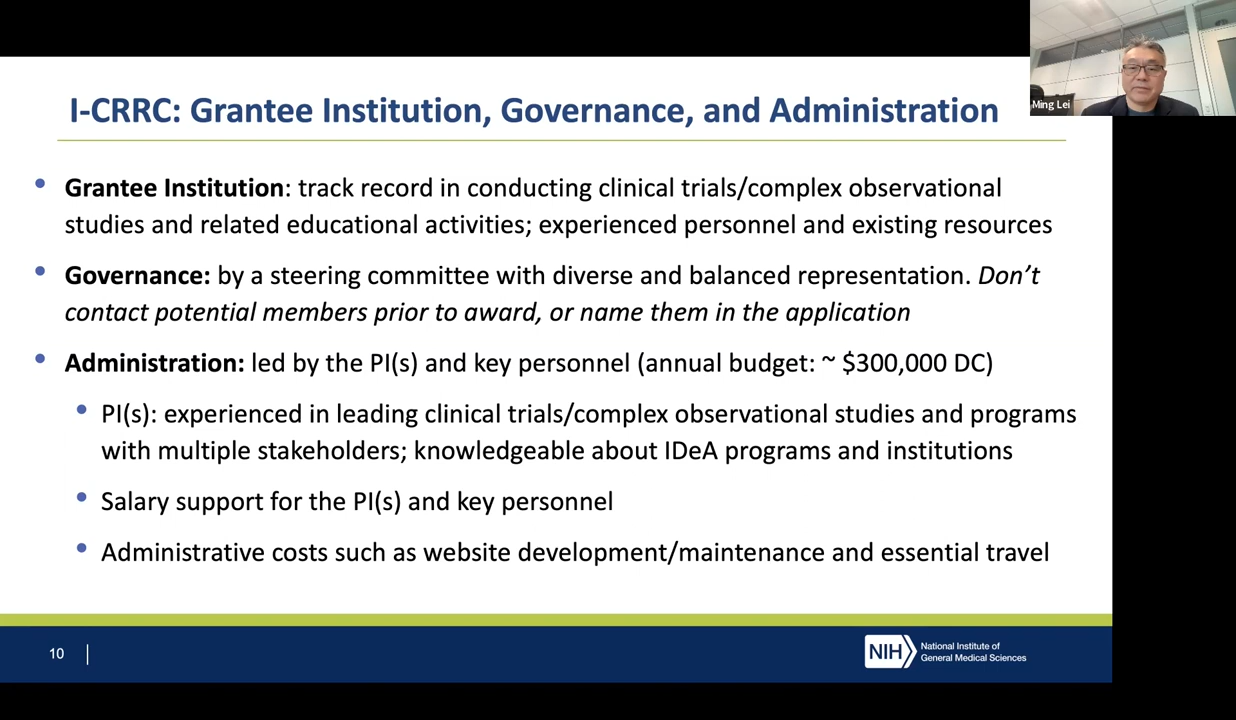 Ming Lei
I-CRRC: Grantee Institution, Governance, and Administration
• Grantee Institution: track record in conducting clinical trials/complex observational
studies and related educational activities; experienced personnel and existing resources
• Governance: by a steering committee with diverse and balanced representation. Don’t
contact potential members prior to award, or name them in the application
• Administration: led by the PI(s) and key personnel (annual budget: ~ $300,000 DC)
• PI(s): experienced in leading clinical trials/complex observational studies and programs
with multiple stakeholders; knowledgeable about IDeA programs and institutions
• Salary support for the PI(s) and key personnel
• Administrative costs such as website development/maintenance and essential travel
10
NIH
National Institute of
General Medical Sciences